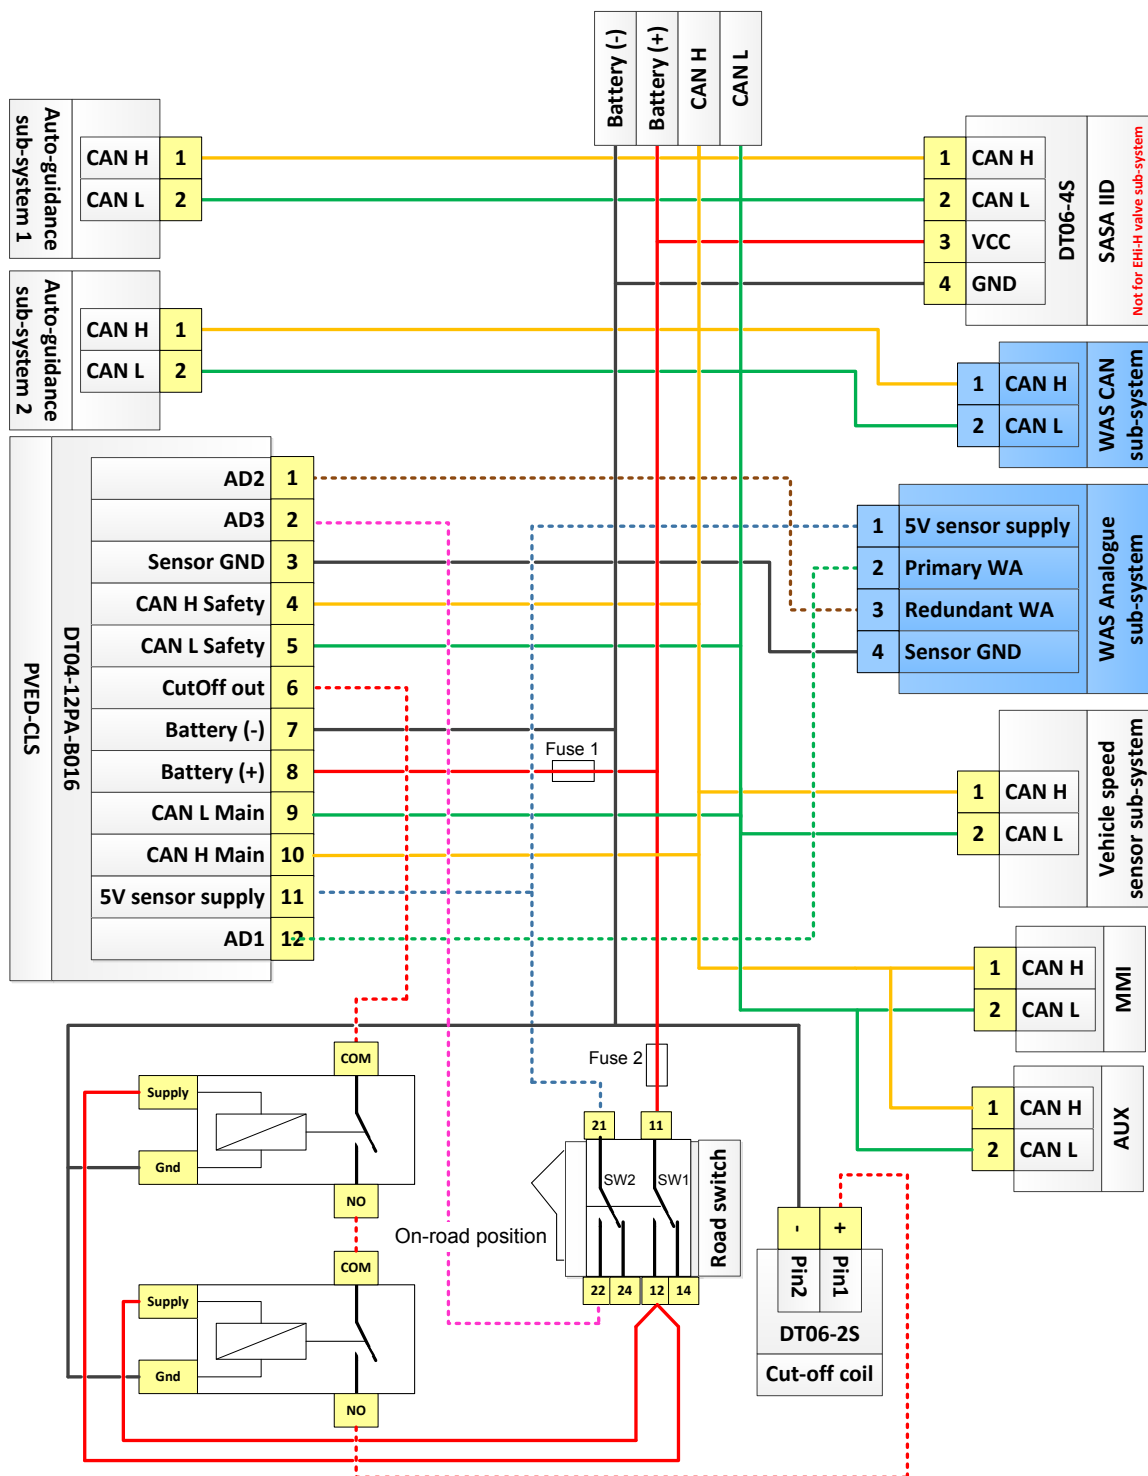 Battery (-)
Battery (+)
CAN H
CAN L
Auto-guidance
sub-system 1
CAN H 1
CAN L 2
Auto-guidance
sub-system 2
CAN H 1
CAN L 2
1 CAN H
2 CAN L
3 VCC
4 GND
DT06-4S
SASA IID
Not for EHi-H valve sub-system
1 CAN H
2 CAN L
WAS CAN
sub-system
PVED-CLS
DT04-12PA-B016
AD2 1
AD3 2
Sensor GND 3
CAN H Safety 4
CAN L Safety 5
CutOff out 6
Battery (-) 7
Battery (+) 8
CAN L Main 9
CAN H Main 10
5V sensor supply 11
AD1 12
1 5V sensor supply
2 Primary WA
3 Redundant WA
4 Sensor GND
WAS Analogue
sub-system
Fuse 1
1 CAN H
2 CAN L
Vehicle speed
sensor sub-system
1 CAN H
2 CAN L
MMI
1 CAN H
2 CAN L
AUX
Fuse 2
COM
Supply
Gnd
NO
COM
Supply
Gnd
NO
21
11
SW2
SW1
On-road position
22
24
12
14
Road switch
-
+
Pin2
Pin1
DT06-2S
Cut-off coil